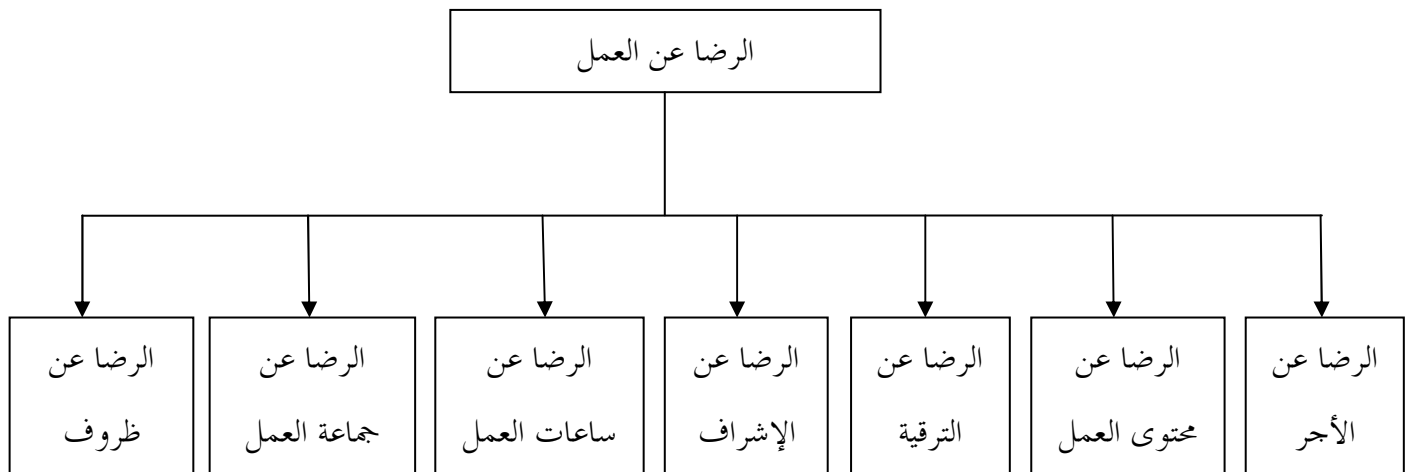 الرضا عن العمل
الرضا عن
الأجر
الرضا عن
محتوى العمل
الرضا عن
الترقية
الرضا عن
الإشراف
الرضا عن
ساعات العمل
الرضا عن
جماعة العمل
الرضا عن
ظروف